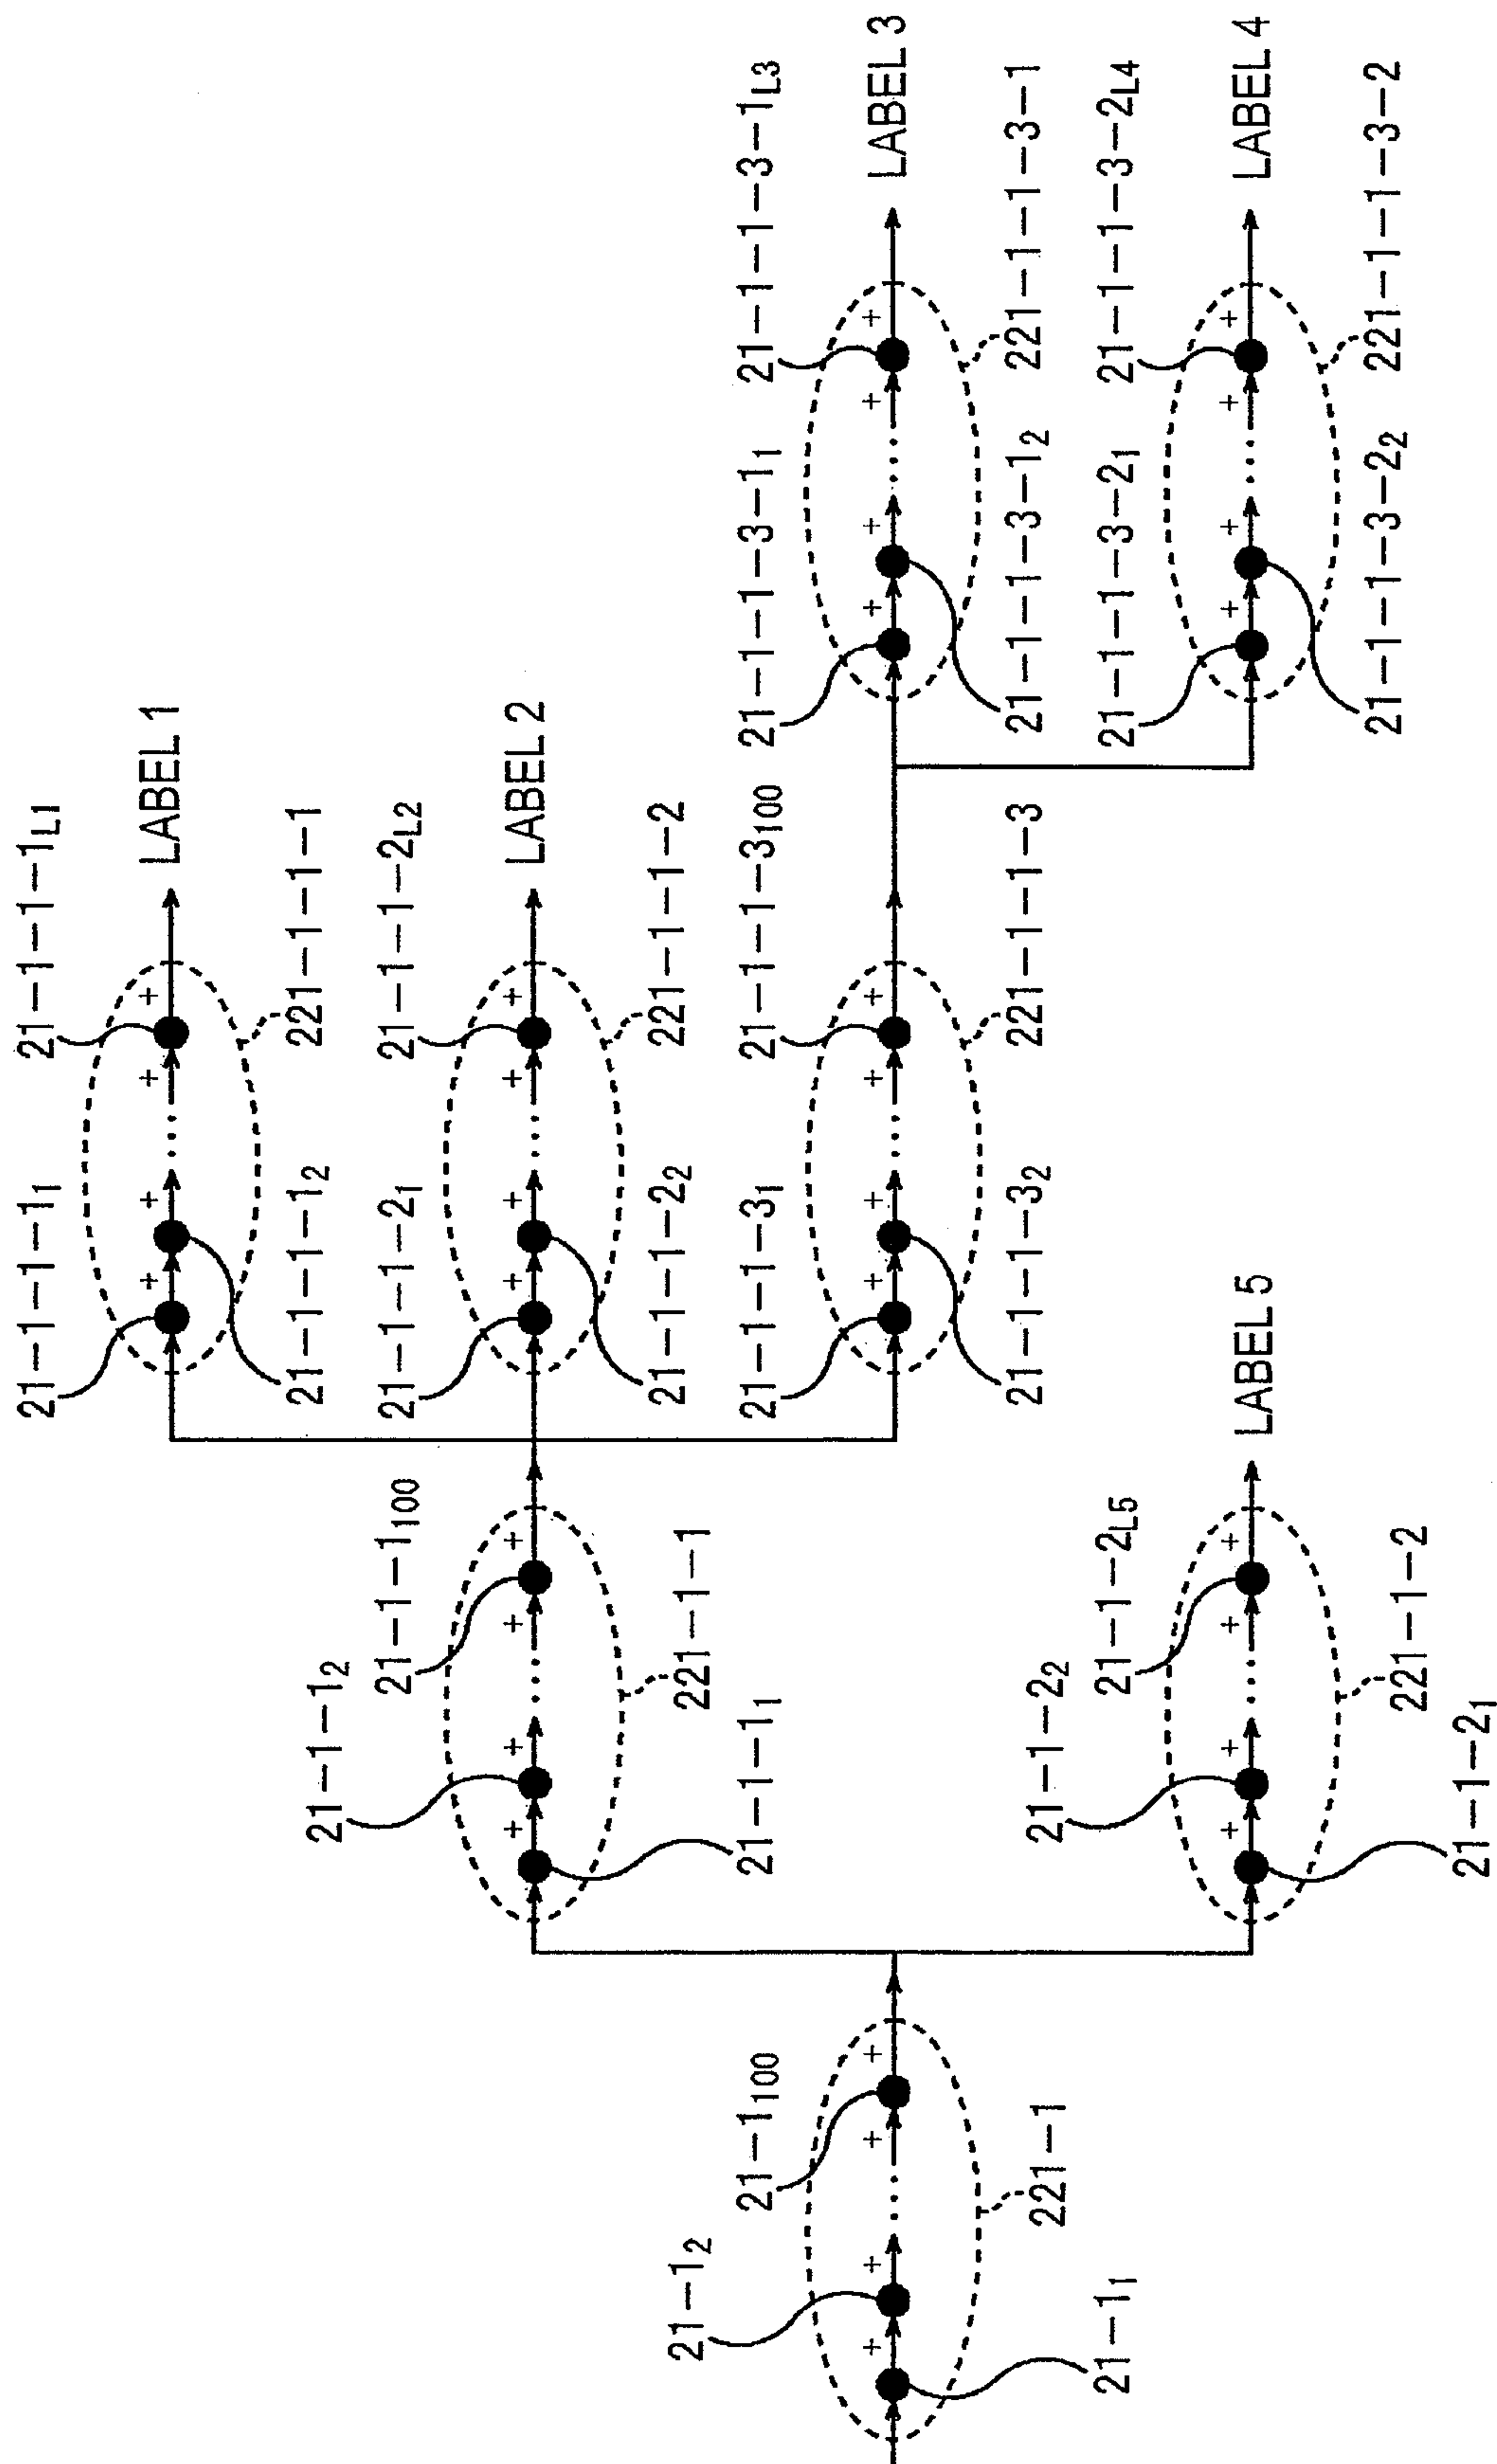 21-1-1-1₁
21-1-1-1L1
LABEL 1
21-1-1-1₂
221-1-1-1
21-1-1₂
21-1-1₁₀₀
21-1-1-2₁
21-1-1-2L2
LABEL 2
221-1-1
21-1-1-2₂
221-1-1-2
21-1₂
21-1-1₁
21-1₁₀₀
21-1-1-3₁
21-1-1-3₁₀₀
21-1-1-3-1₁
21-1-1-3-1L3
LABEL 3
221-1
21-1-1-3₂
221-1-1-3
21-1-1-3-1₂
221-1-1-3-1
21-1₁
21-1-2₂
21-1-2L5
21-1-1-3-2₁
21-1-1-3-2L4
LABEL 5
LABEL 4
221-1-2
21-1-1-3-2₂
221-1-1-3-2
21-1-2₁
+ + + +
+ + + +
+ + + +
+ + + +
+ + + +
+ + + +
+ + + +
+ + + +